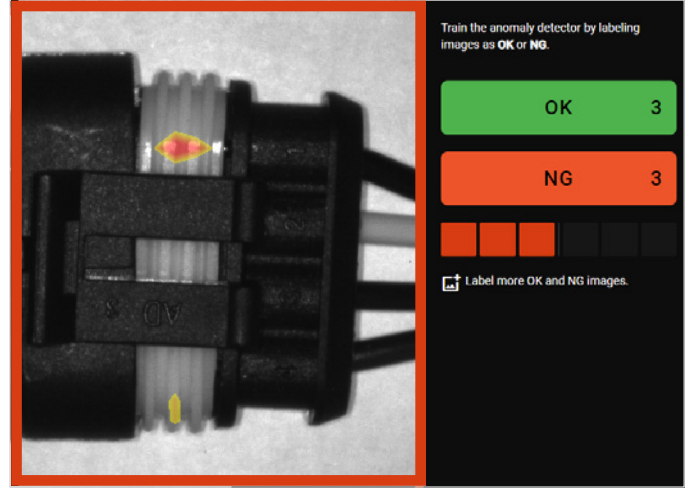 Train the anomaly detector by labeling
images as OK or NG.
OK 3
NG 3
Label more OK and NG images.